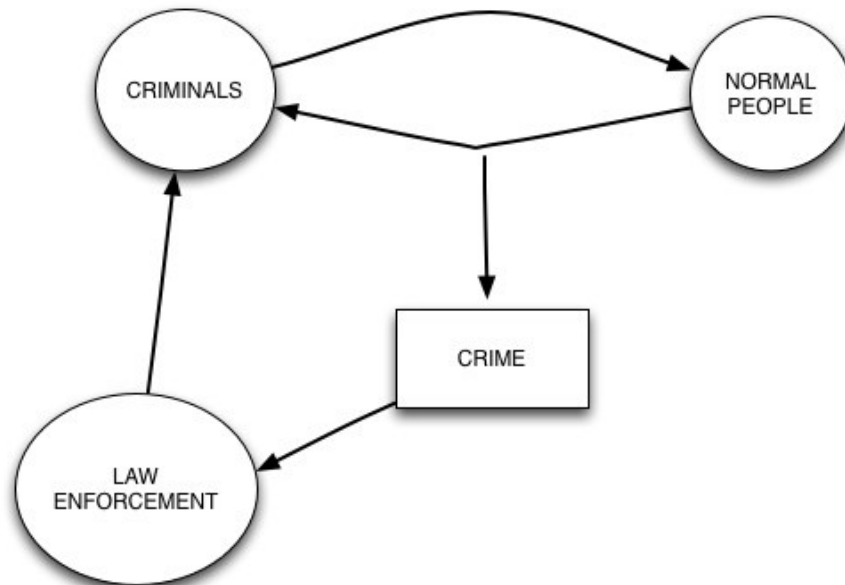 CRIMINALS
NORMAL
PEOPLE
CRIME
LAW
ENFORCEMENT